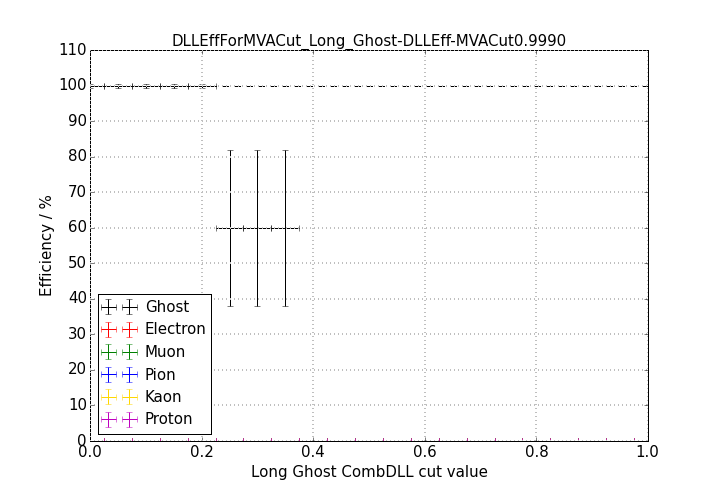 DLLEffForMVACut_Long_Ghost-DLLEff-MVACut0.9990
110
100
90
80
70
60
50
40
30
20
10
0
Efficiency / %
Ghost
Electron
Muon
Pion
Kaon
Proton
0.0 0.2 0.4 0.6 0.8 1.0
Long Ghost CombDLL cut value